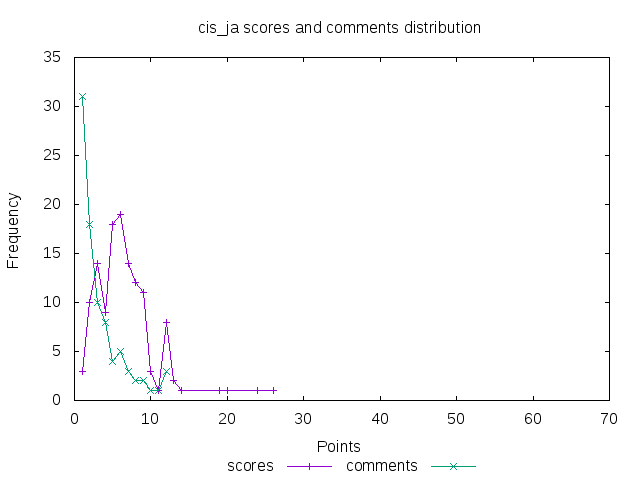 cis_ja scores and comments distribution
35
30
25
20
15
10
5
0
Frequency
0 10 20 30 40 50 60 70
Points
scores comments